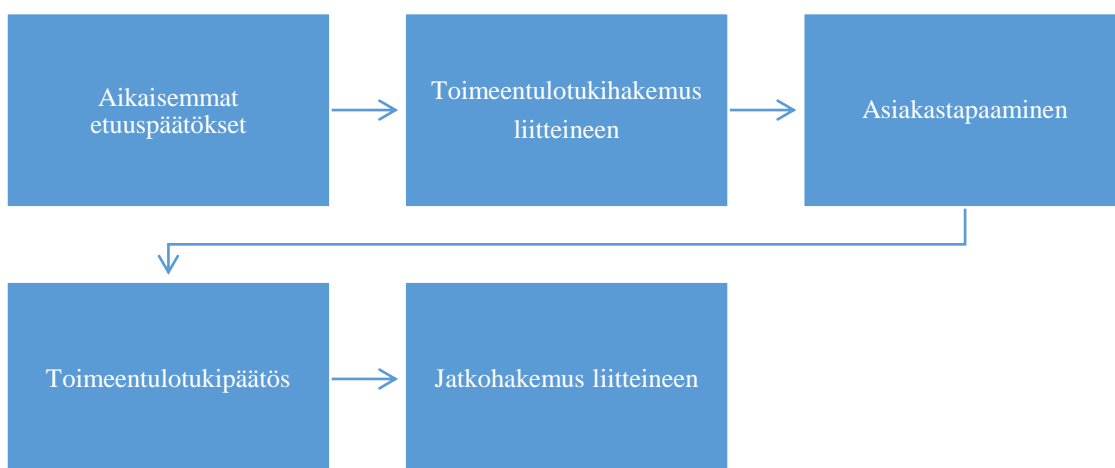 Aikaisemmat
etuuspäätökset
Toimeentulotukihakemus
liitteineen
Asiakastapaaminen
Toimeentulotukipäätös
Jatkohakemus liitteineen